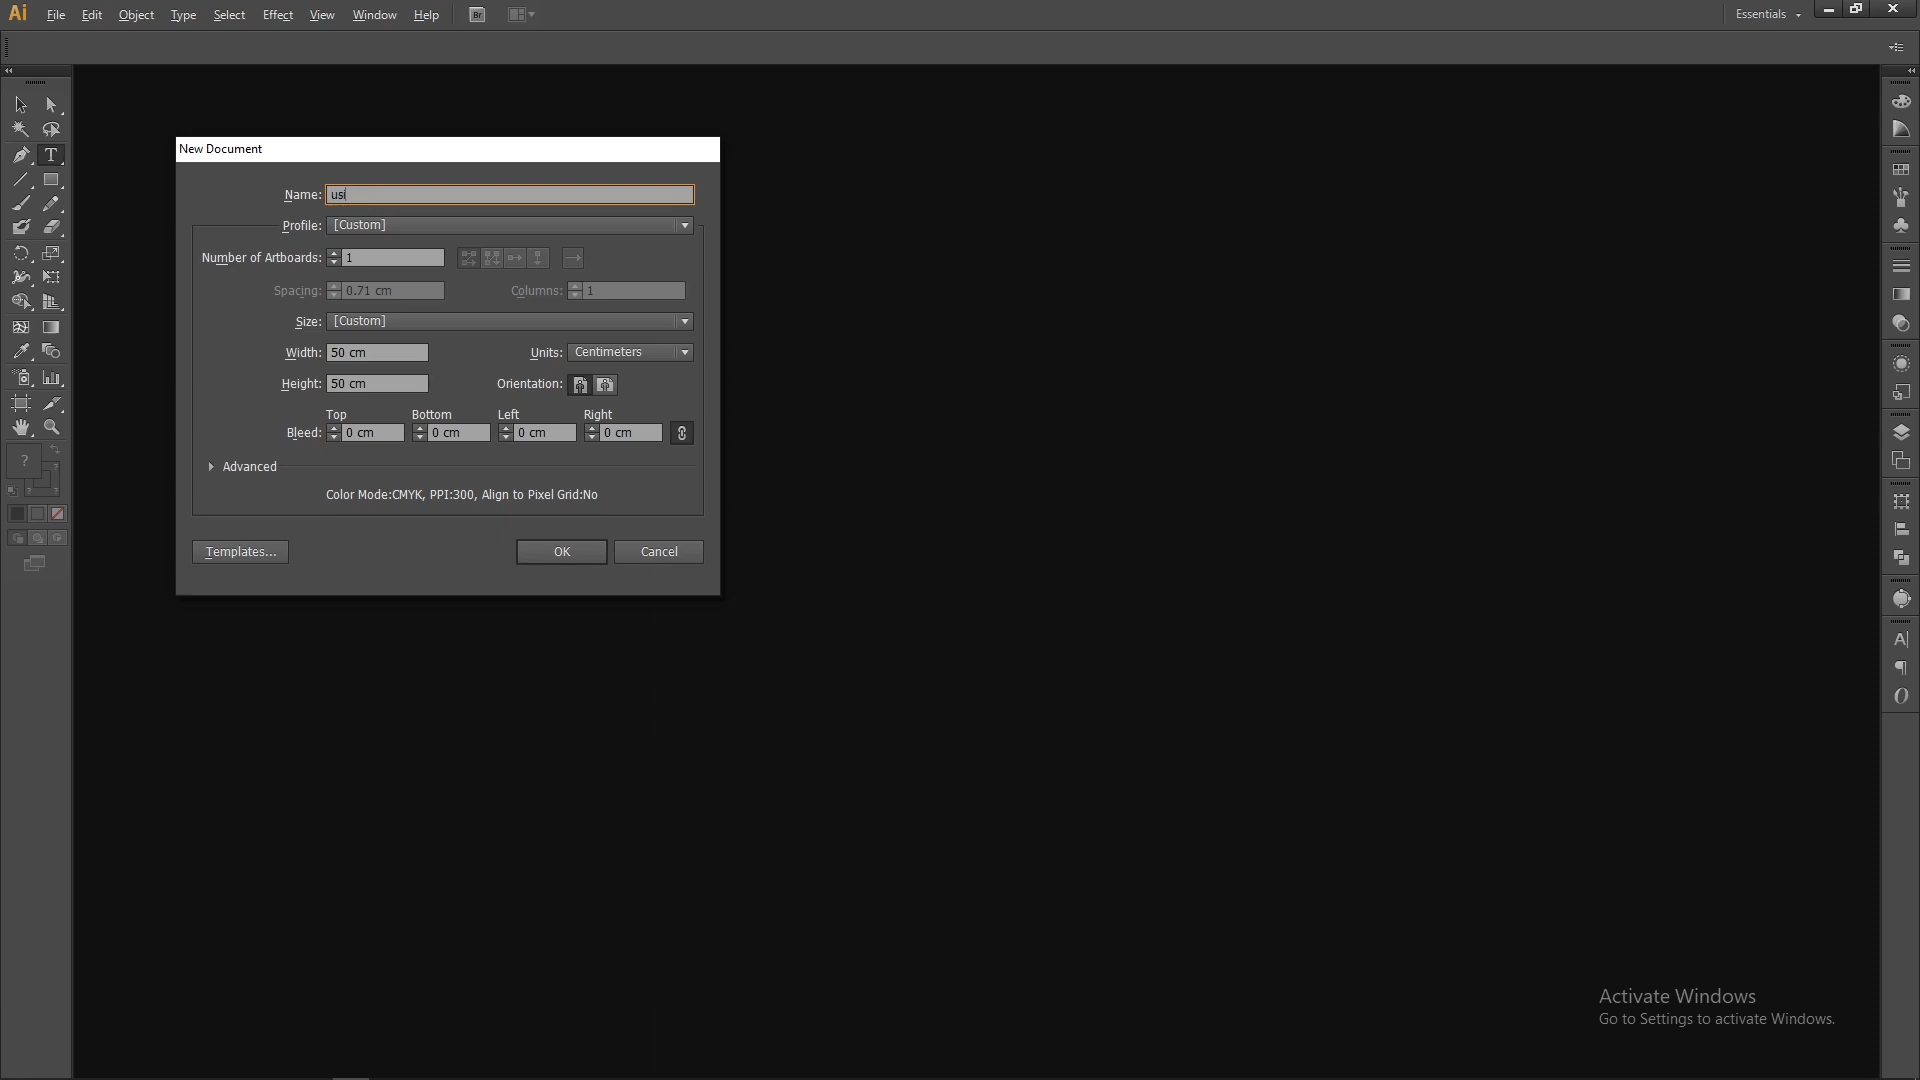 Ai File Edit Object Type Select Effect View Window Help Br Essentials
New Document
Name: usi
Profile: [Custom]
Number of Artboards: 1
Spacing: 0.71 cm Columns: 1
Size: [Custom]
Width: 50 cm Units: Centimeters
Height: 50 cm Orientation:
Top Bottom Left Right
Bleed: 0 cm 0 cm 0 cm 0 cm
Advanced
Color Mode:CMYK, PPI:300, Align to Pixel Grid:No
Templates... OK Cancel
Activate Windows
Go to Settings to activate Windows.